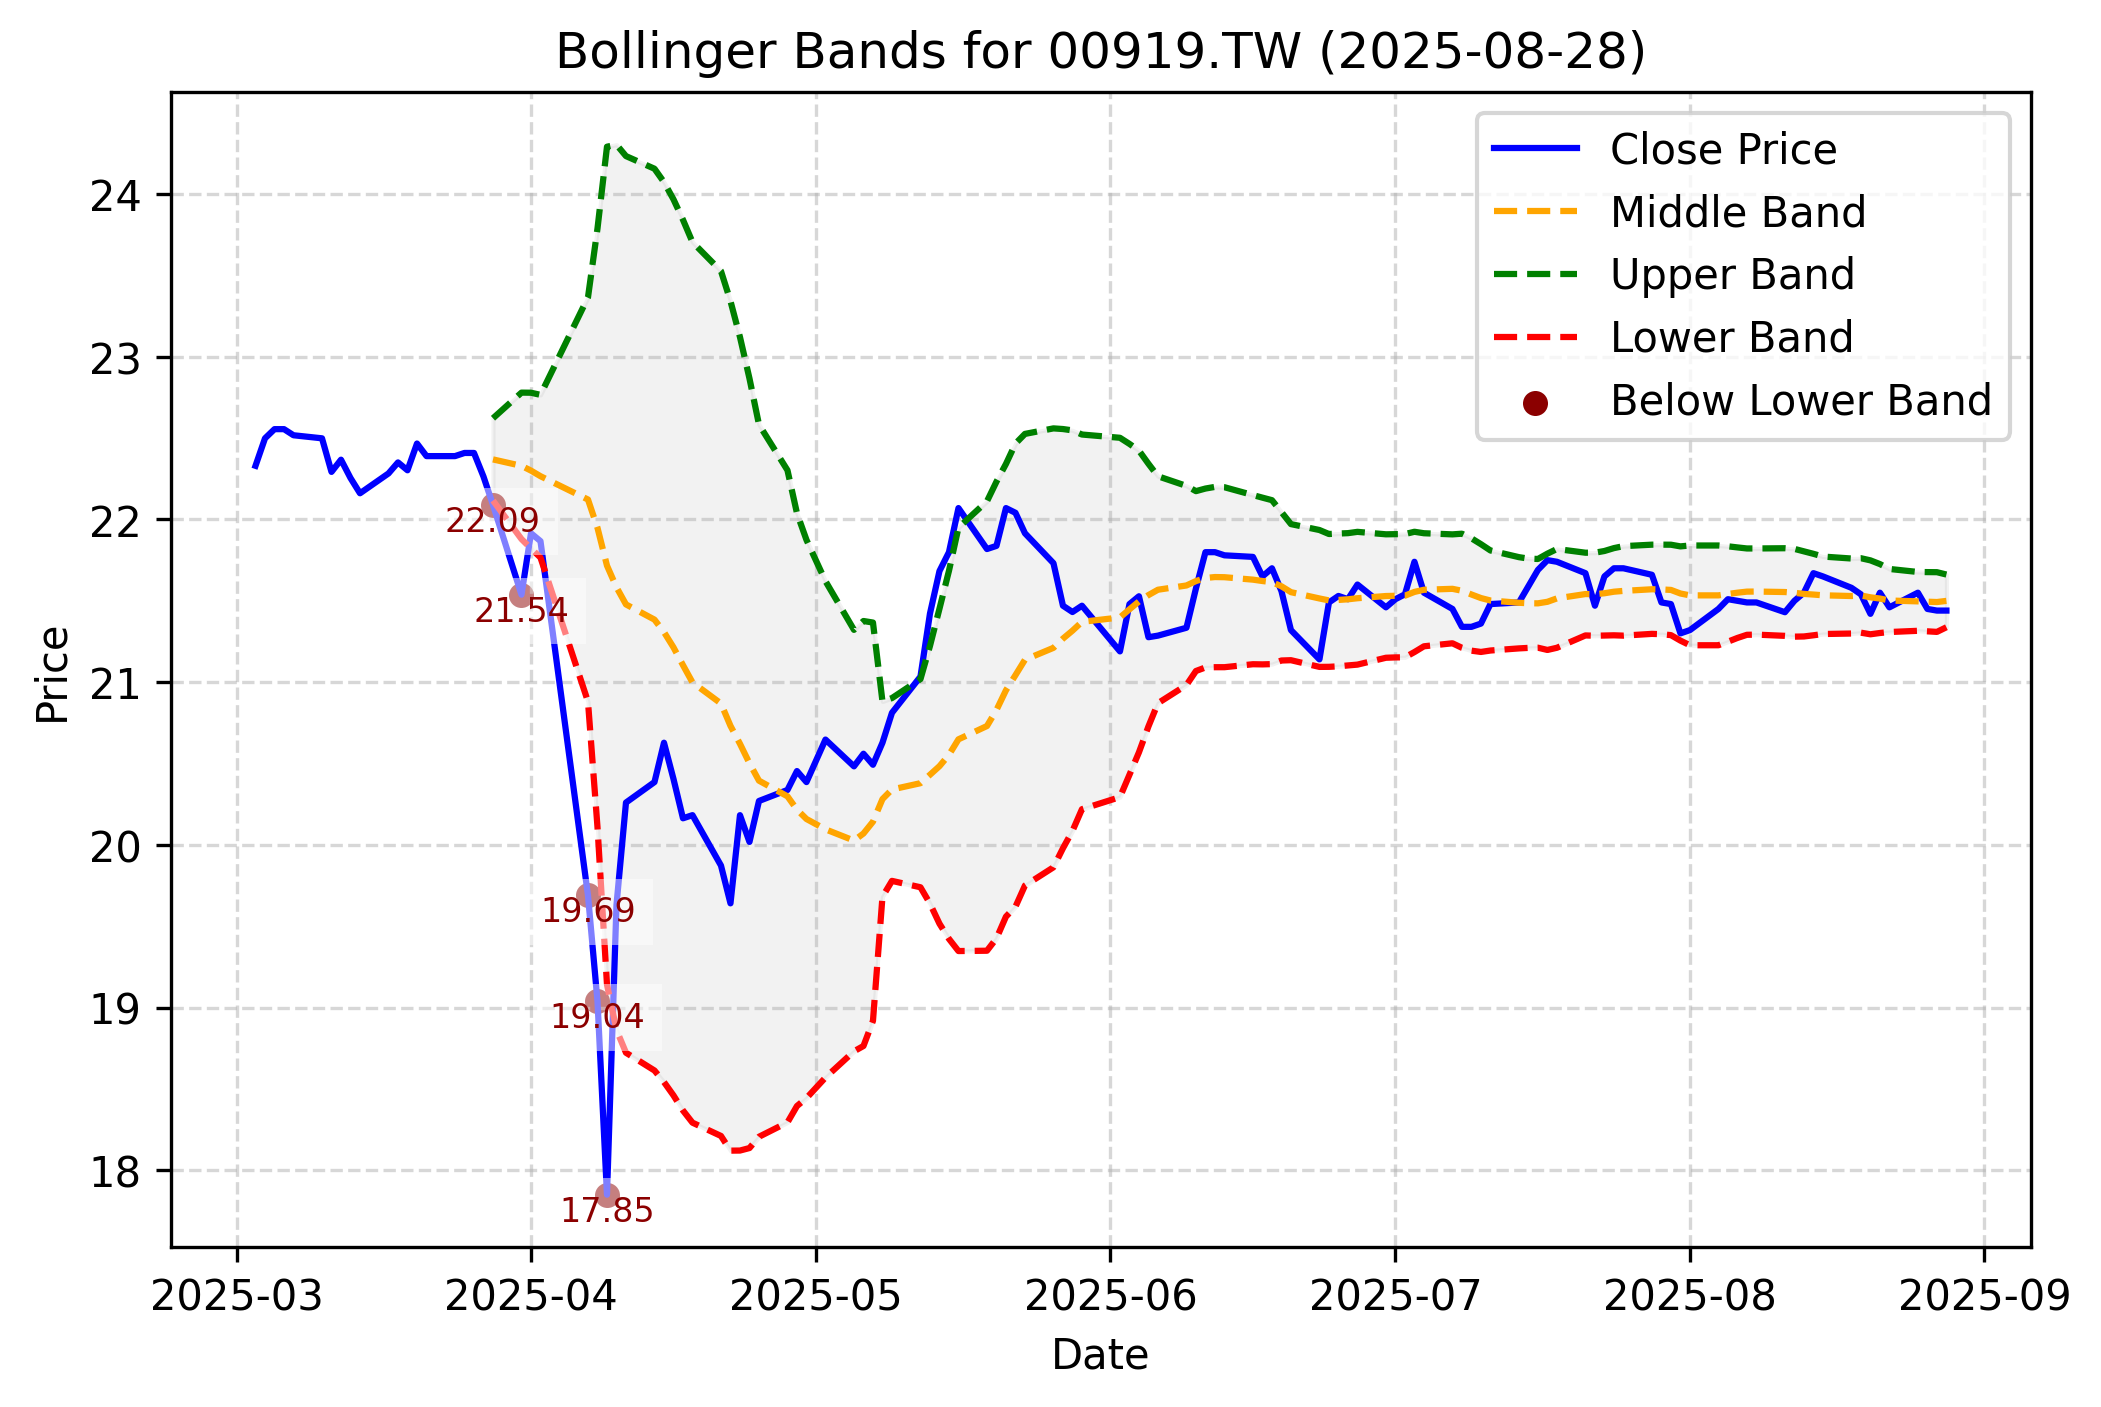 Bollinger Bands for 00919.TW (2025-08-28)
Close Price
Middle Band
Upper Band
Lower Band
Below Lower Band
24
23
22
21
20
19
18
Price
22.09
21.54
19.69
19.04
17.85
2025-03
2025-04
2025-05
2025-06
2025-07
2025-08
2025-09
Date